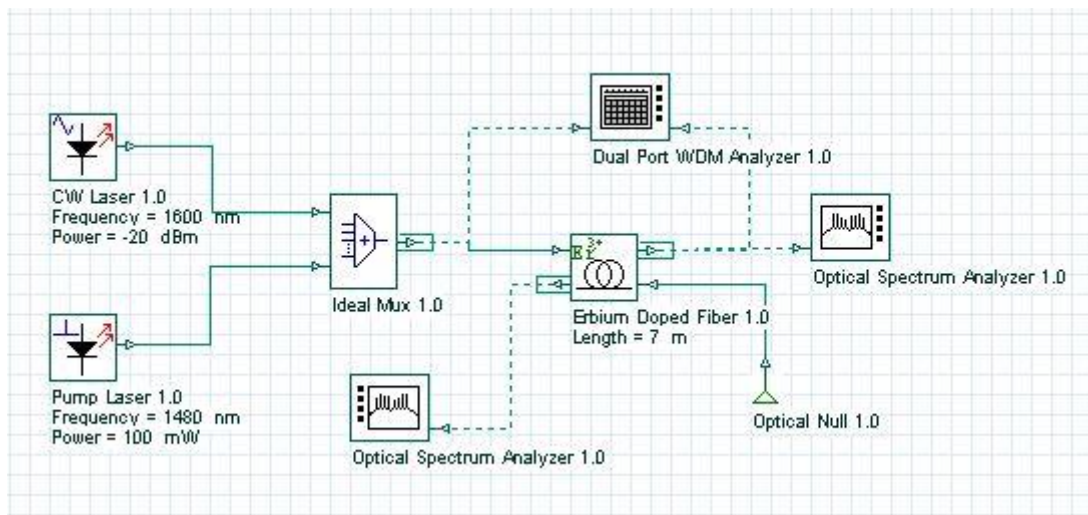 Dual Port WDM Analyzer 1.0
CW Laser 1.0
Frequency = 1600 nm
Power = -20 dBm
Ideal Mux 1.0
3+
E
Erbium Doped Fiber 1.0
Length = 7 m
Optical Spectrum Analyzer 1.0
Pump Laser 1.0
Frequency = 1480 nm
Power = 100 mW
Optical Spectrum Analyzer 1.0
Optical Null 1.0